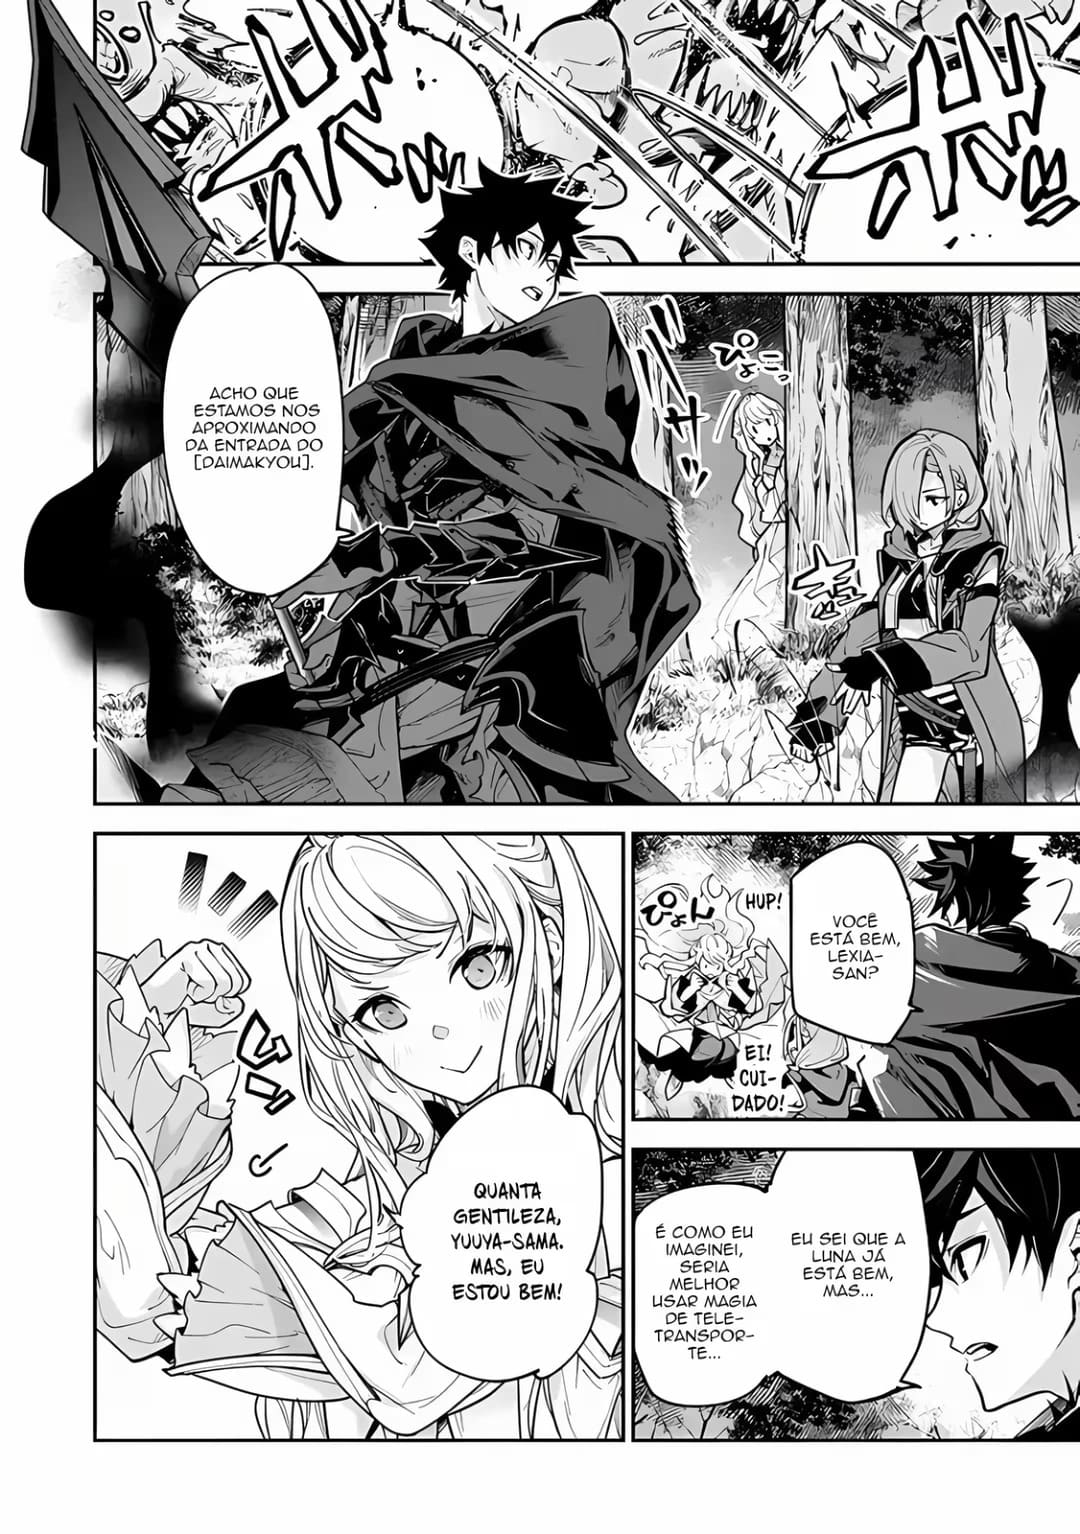 ザザ
ACHO QUE
ESTAMOS NOS
APROXIMANDO
DA ENTRADA DO
[DAIMAKYOU].
ぴょこっ
VOCÊ
ESTÁ BEM,
LEXIA-
SAN?
HUP!
ぴょん
EI!
CUI-
DADO!
EU SEI QUE A
LUNA JÁ
ESTÁ BEM,
MAS...
É COMO EU
IMAGINEI,
SERIA
MELHOR
USAR MAGIA
DE TELE-
TRANSPOR-
TE...
QUANTA
GENTILEZA,
YUUYA-SAMA.
MAS, EU
ESTOU BEM!